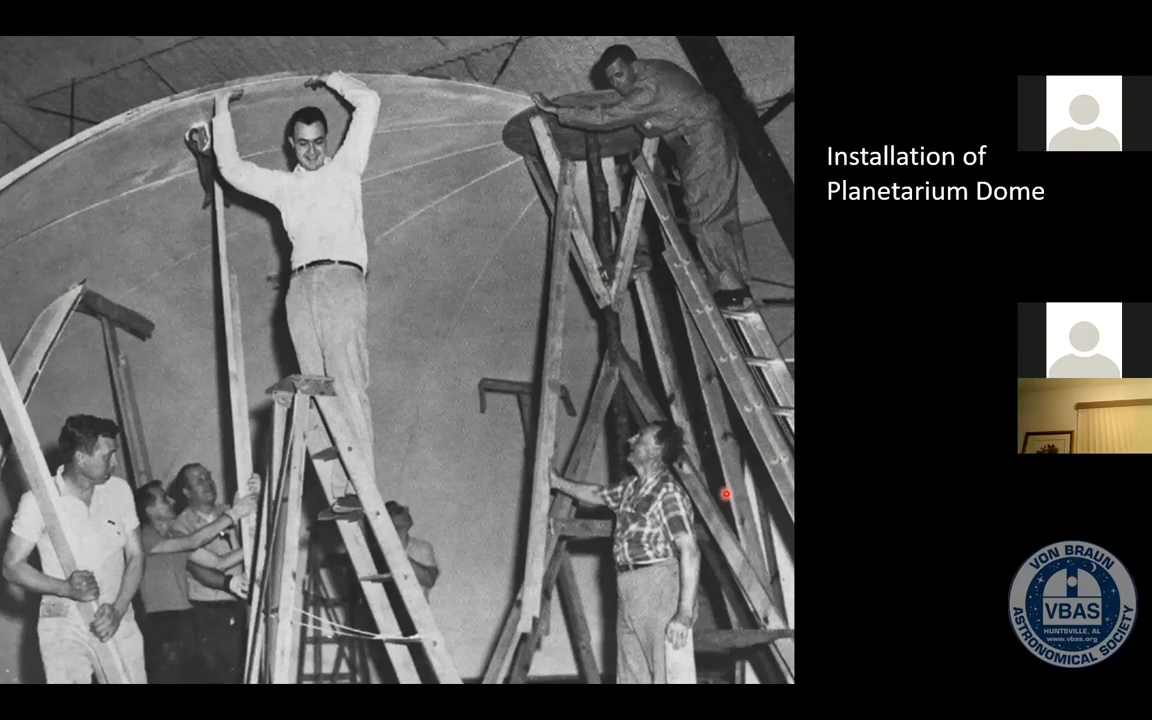 Installation of
Planetarium Dome
VON BRAUN
VBAS
HUNTSVILLE, AL
www.vbas.org
ASTRONOMICAL SOCIETY